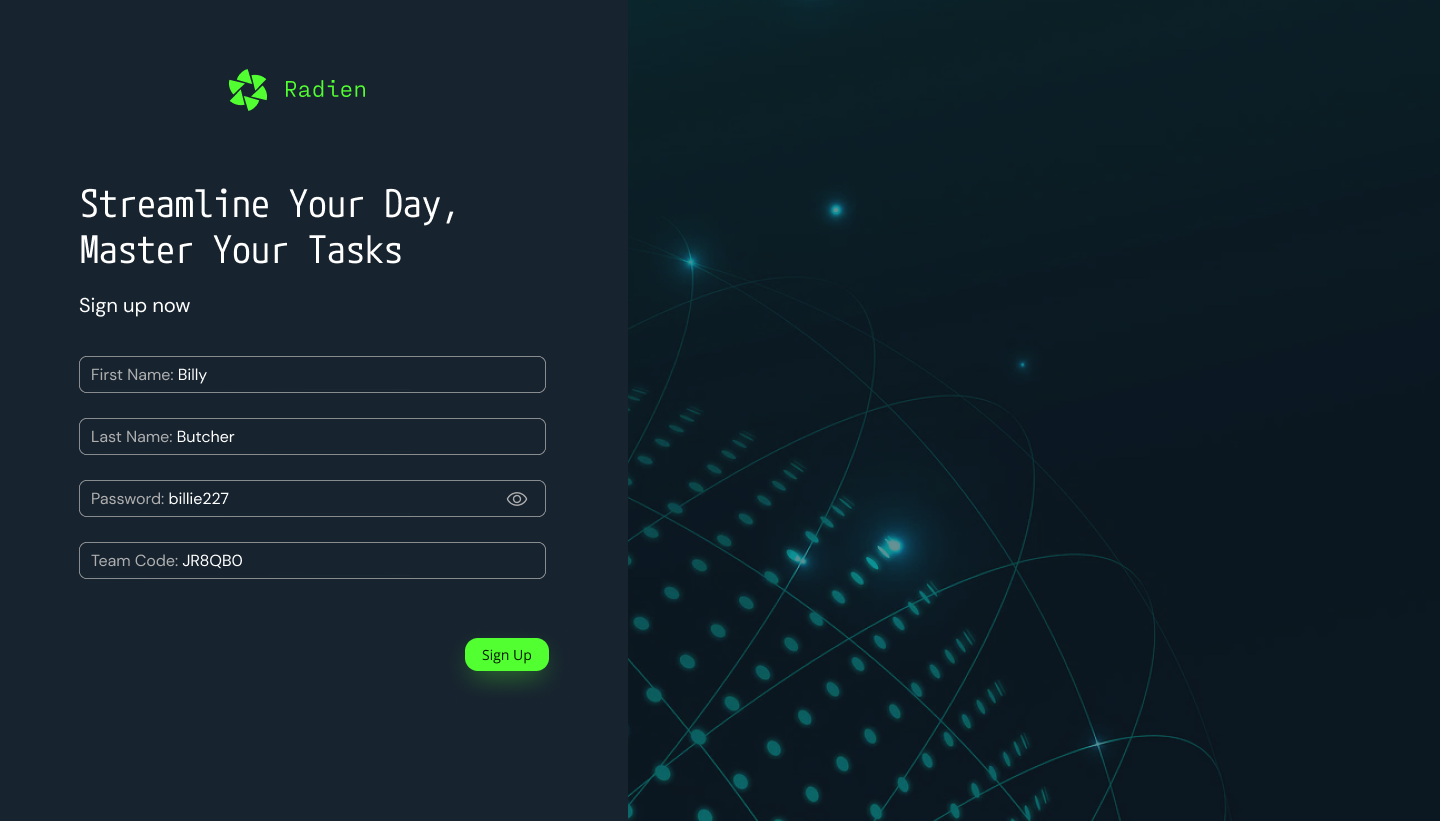 Radien
Streamline Your Day,
Master Your Tasks
Sign up now
First Name: Billy
Last Name: Butcher
Password: billie227
Team Code: JR8QB0
Sign Up